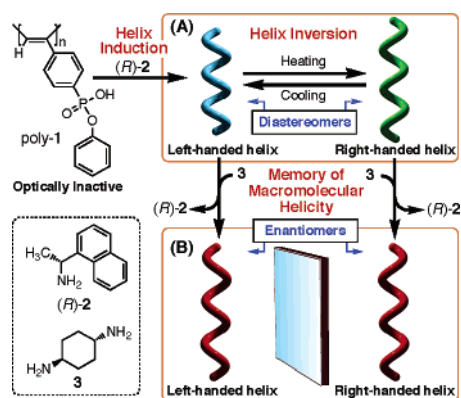 n
H
Helix
Induction
(R)-2
O
P
OH
O
poly-1
Optically Inactive
(A)
Helix Inversion
Heating
Cooling
Diastereomers
Left-handed helix
Right-handed helix
3
3
(R)-2
(R)-2
Memory of
Macromolecular
Helicity
(B)
Enantiomers
Left-handed helix
Right-handed helix
H₃C
NH₂
(R)-2
NH₂
H₂N
3